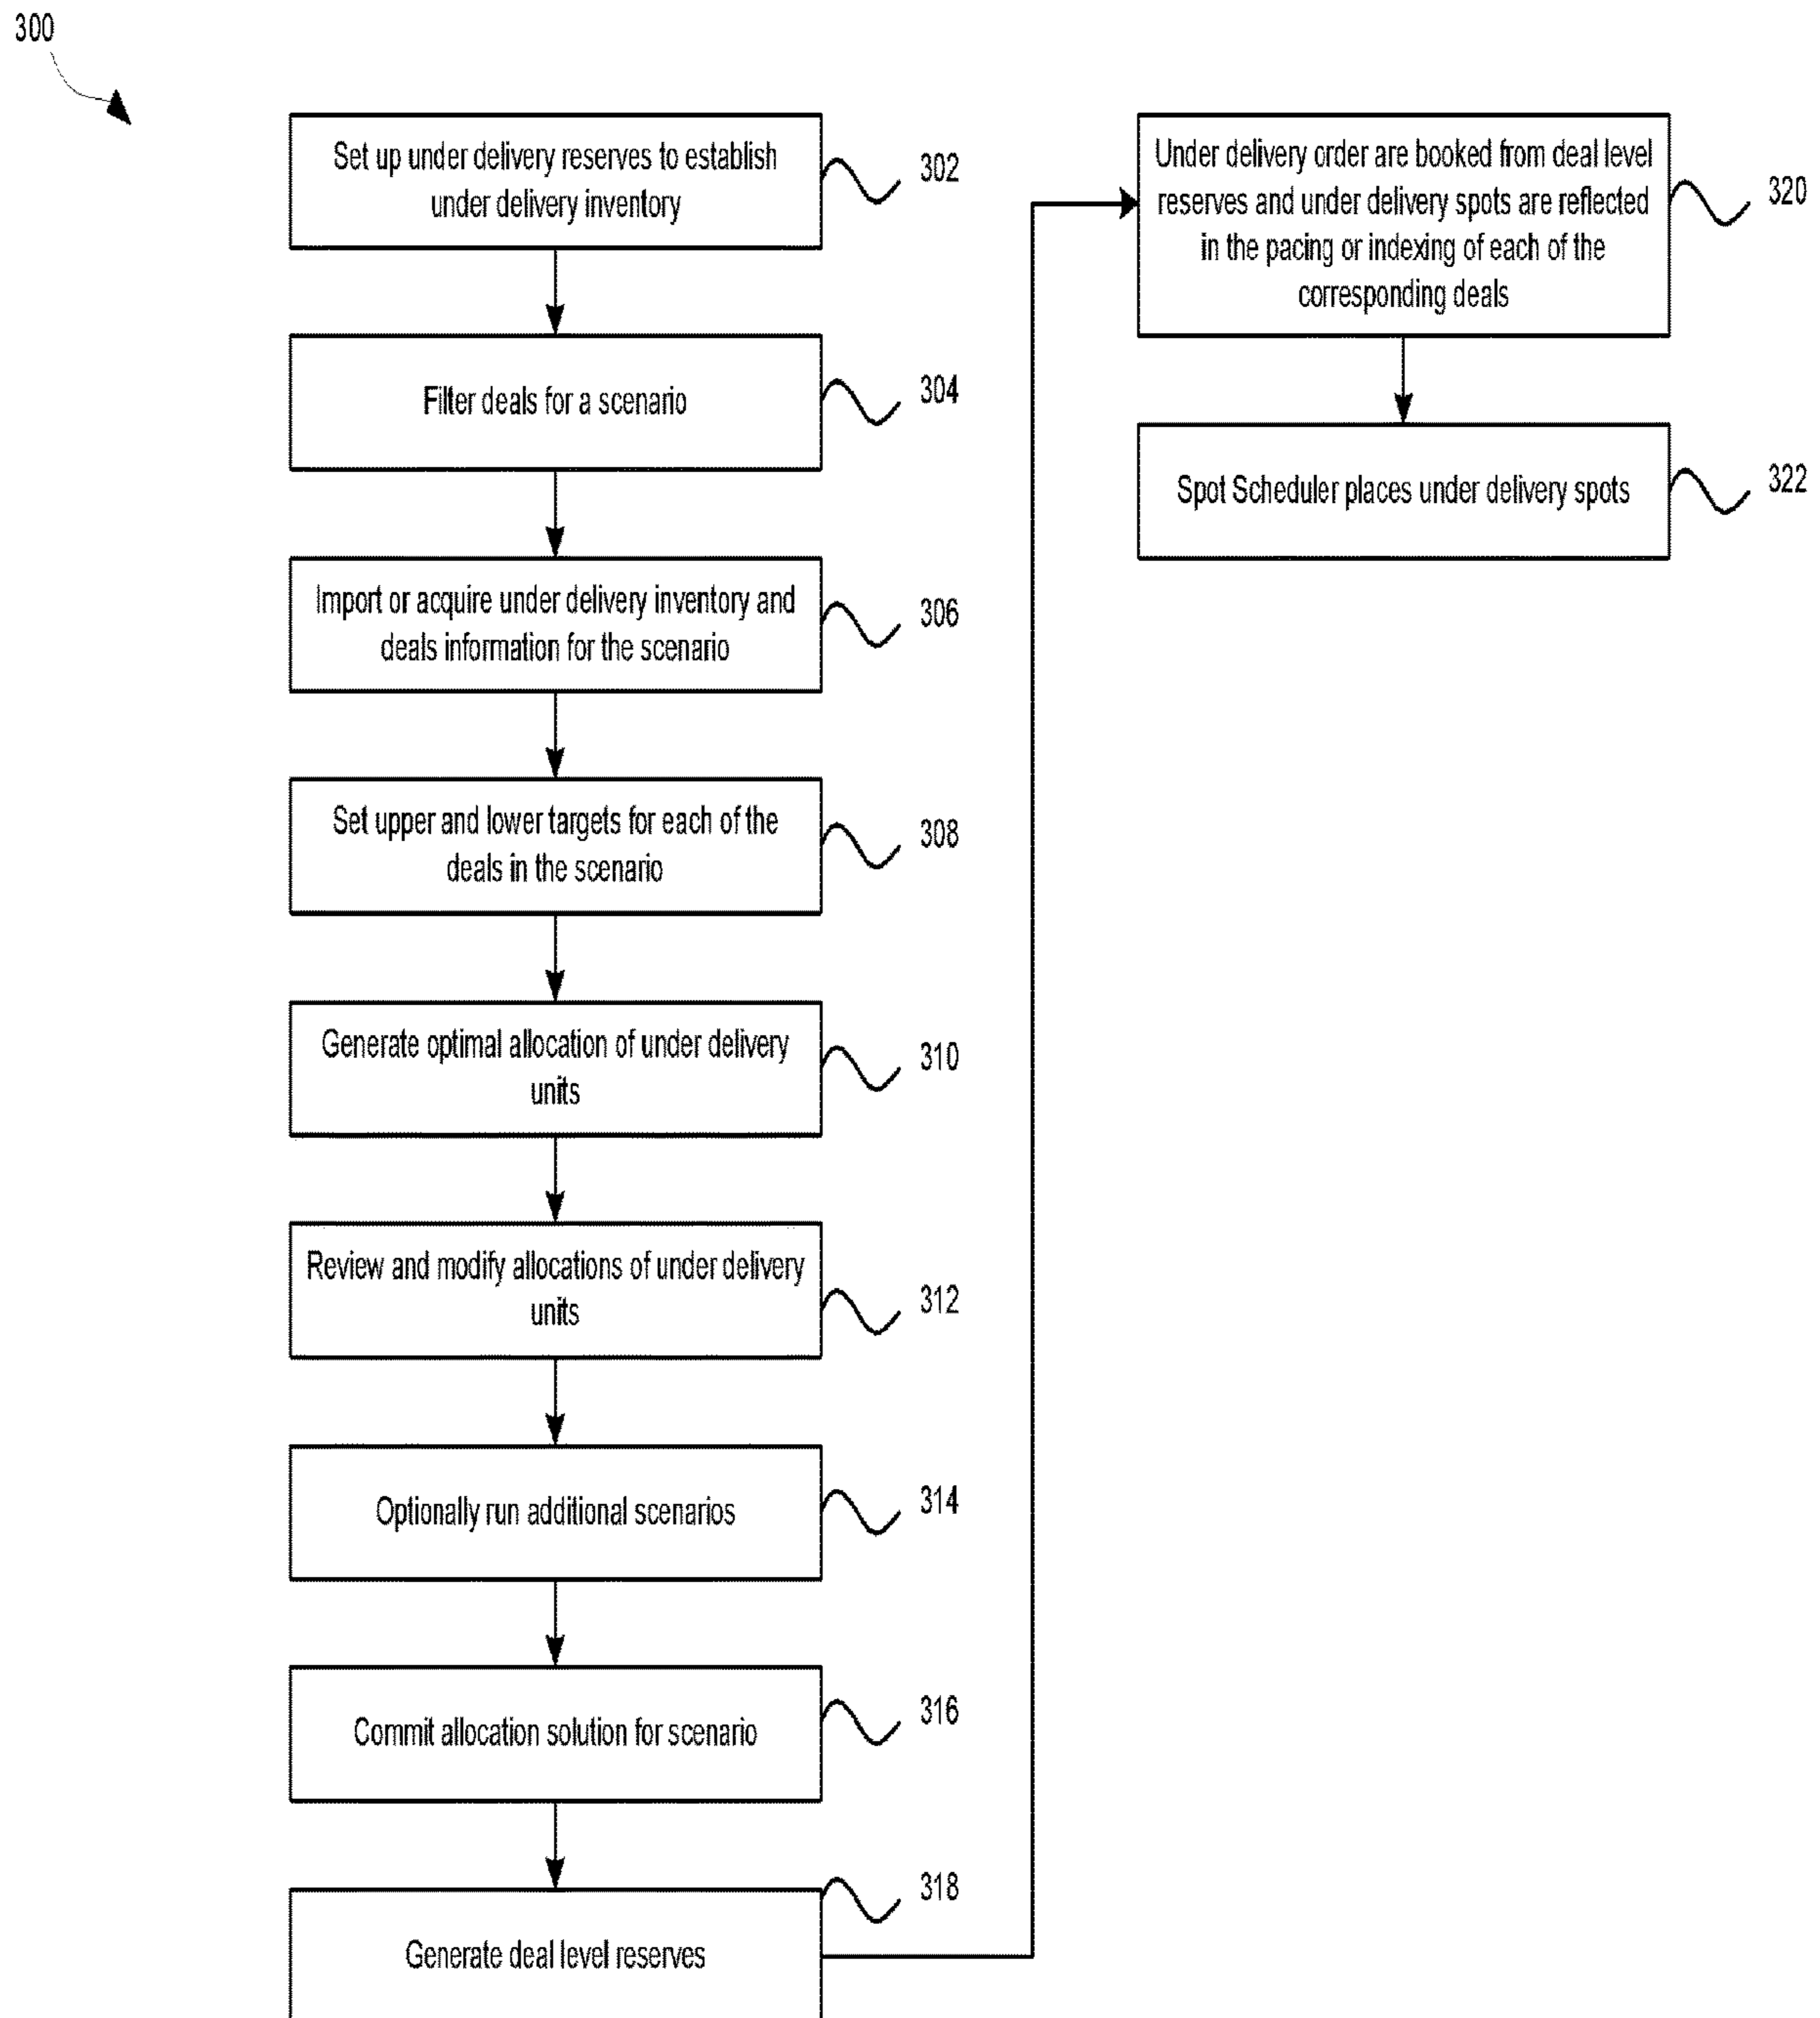 300
Set up under delivery reserves to establish
under delivery inventory
302
Filter deals for a scenario
304
Import or acquire under delivery inventory and
deals information for the scenario
306
Set upper and lower targets for each of the
deals in the scenario
308
Generate optimal allocation of under delivery
units
310
Review and modify allocations of under delivery
units
312
Optionally run additional scenarios
314
Commit allocation solution for scenario
316
Generate deal level reserves
318
Under delivery order are booked from deal level
reserves and under delivery spots are reflected
in the pacing or indexing of each of the
corresponding deals
320
Spot Scheduler places under delivery spots
322